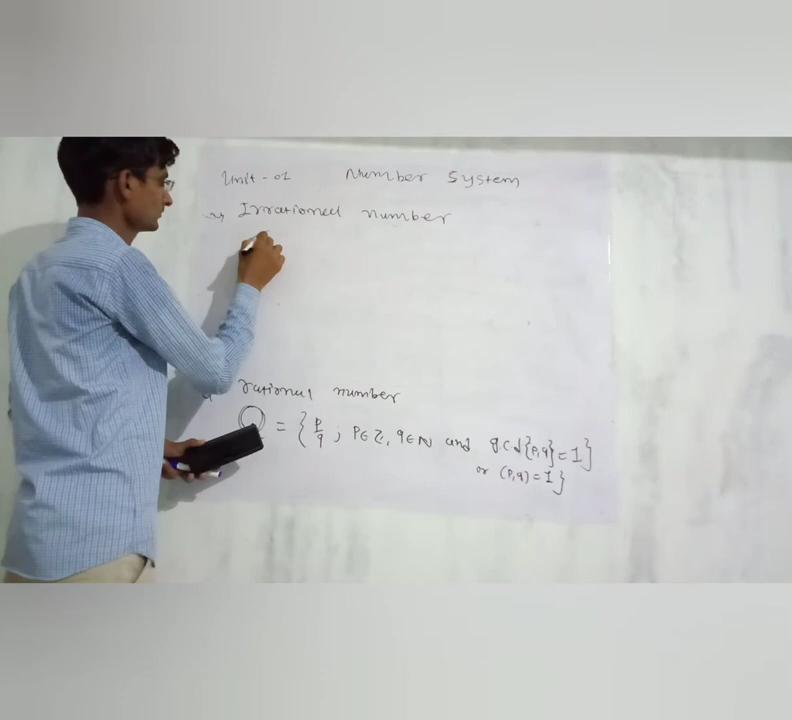 Unit - 01 Number System
Irrational number
rational number
Q = { p/q ; p ∈ Z, q ∈ N and gcd{p,q} = 1 }
or (p,q) = 1 }